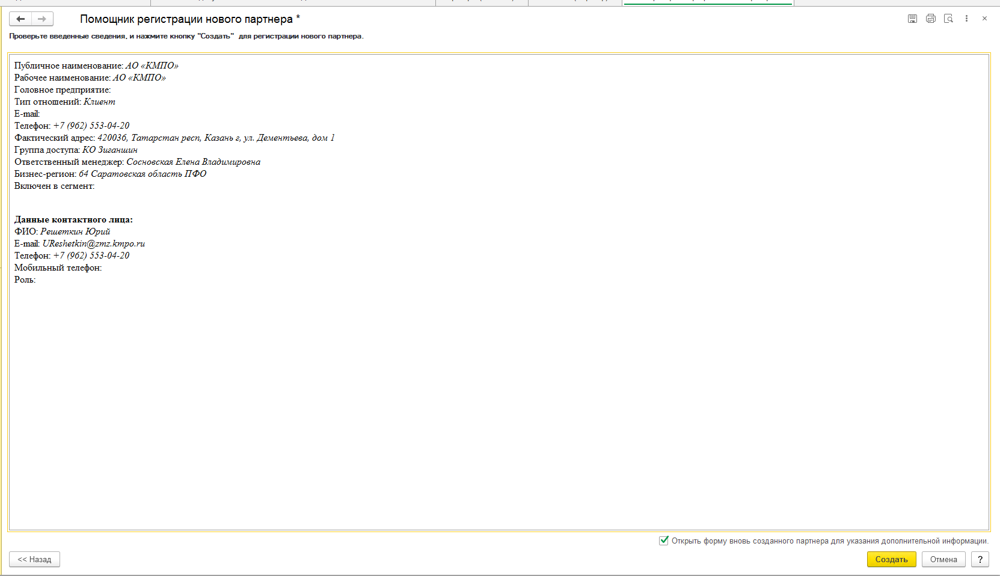 Помощник регистрации нового партнера *
Проверьте введенные сведения, и нажмите кнопку "Создать" для регистрации нового партнера.
Публичное наименование: АО «КМПО»
Рабочее наименование: АО «КМПО»
Головное предприятие:
Тип отношений: Клиент
E-mail:
Телефон: +7 (962) 553-04-20
Фактический адрес: 420036, Татарстан респ, Казань г, ул. Дементьева, дом 1
Группа доступа: КО Зиганшин
Ответственный менеджер: Сосновская Елена Владимировна
Бизнес-регион: 64 Саратовская область ПФО
Включен в сегмент:
Данные контактного лица:
ФИО: Решеткин Юрий
E-mail: UReshetkin@zmz.kmpo.ru
Телефон: +7 (962) 553-04-20
Мобильный телефон:
Роль:
Открыть форму вновь созданного партнера для указания дополнительной информации.
<< Назад
Создать
Отмена
?